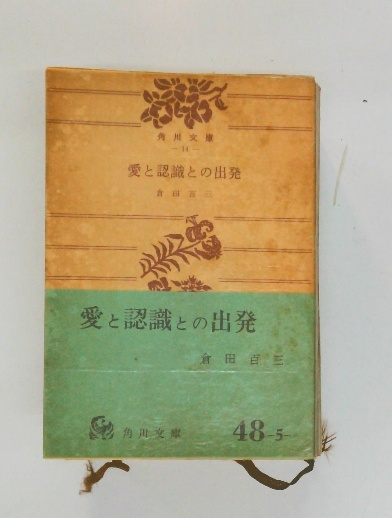 角川文庫
—14—
愛と認識との出発
倉田百三
愛と認識との出発
倉田百三
角川文庫
48-5-